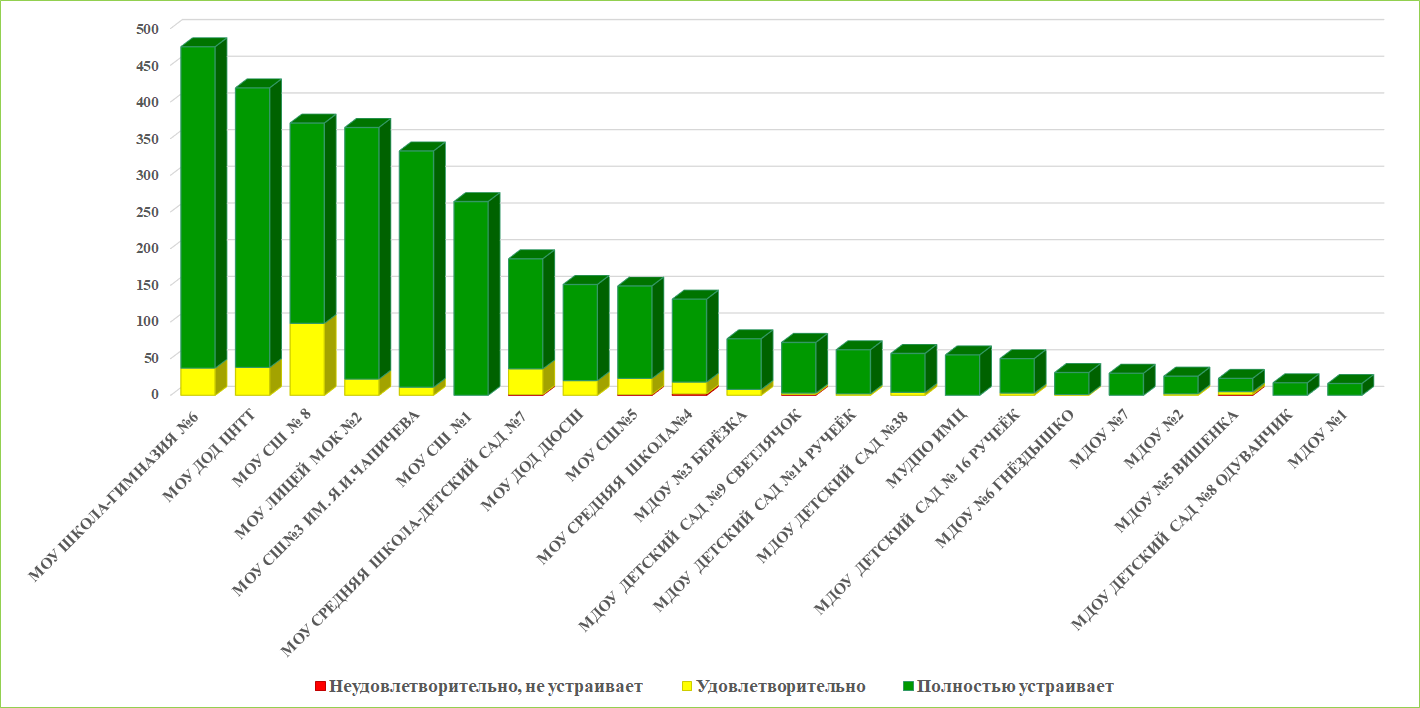 500
450
400
350
300
250
200
150
100
50
0
МОУ ШКОЛА-ГИМНАЗИЯ №6
МОУ ДОД ЦНТТ
МОУ СШ №8
МОУ ЛИЦЕЙ МОК №2
МОУ СШ№3 ИМ. Я.И.ЧАПИЧЕВА
МОУ СШ №1
МОУ СРЕДНЯЯ ШКОЛА-ДЕТСКИЙ САД №7
МОУ ДОД ДЮСШ
МОУ СШ№5
МОУ СРЕДНЯЯ ШКОЛА№4
МДОУ №3 БЕРЁЗКА
МДОУ ДЕТСКИЙ САД №9 СВЕТЛЯЧОК
МДОУ ДЕТСКИЙ САД №14 РУЧЕЁК
МДОУ ДЕТСКИЙ САД №38
МУДПО ИМЦ
МДОУ ДЕТСКИЙ САД № 16 РУЧЕЁК
МДОУ №6 ГНЁЗДЫШКО
МДОУ №7
МДОУ №2
МДОУ №5 ВИШЕНКА
МДОУ ДЕТСКИЙ САД №8 ОДУВАНЧИК
МДОУ №1
Неудовлетворительно, не устраивает Удовлетворительно Полностью устраивает